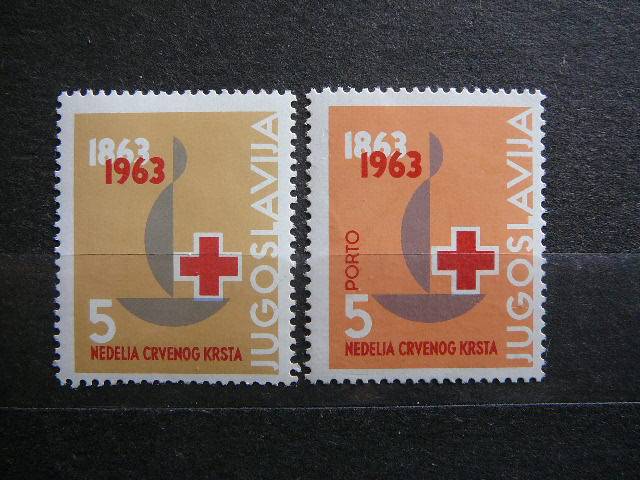 1863
1963
JUGOSLAVIJA
5
NEDELJA CRVENOG KRSTA
1863
1963
JUGOSLAVIJA
PORTO
5
NEDELJA CRVENOG KRSTA